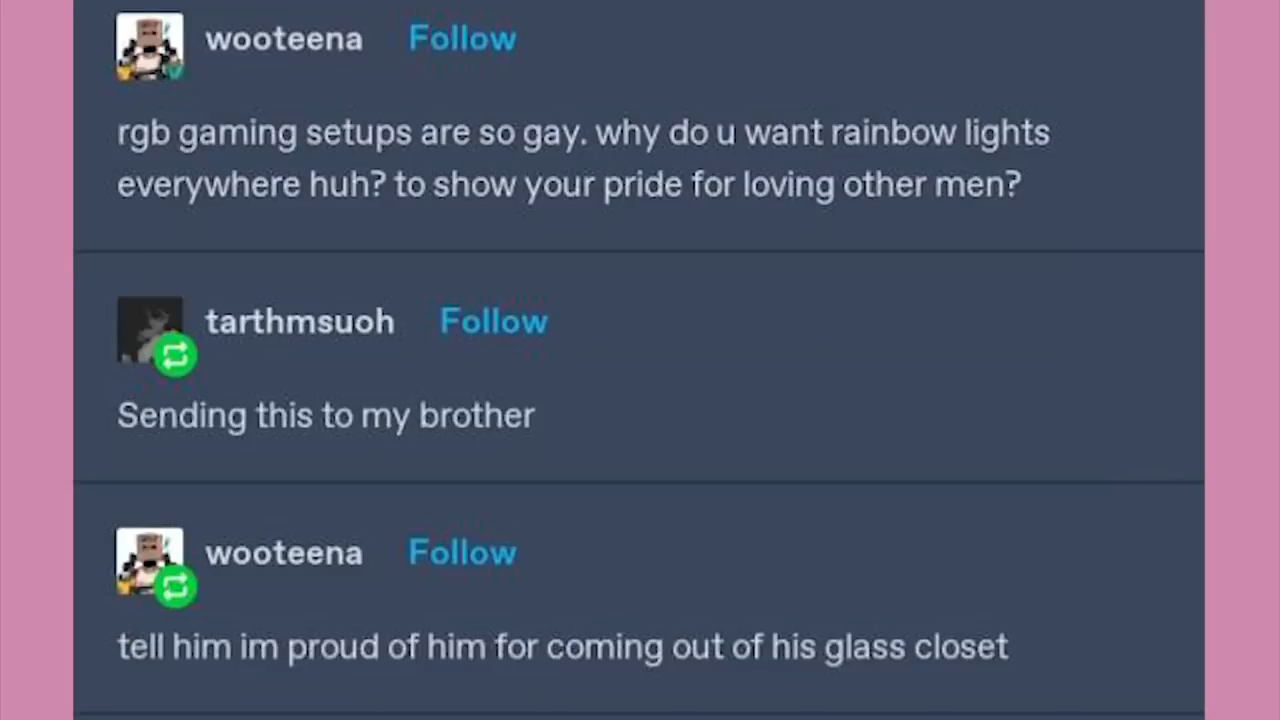 wooteena Follow
rgb gaming setups are so gay. why do u want rainbow lights
everywhere huh? to show your pride for loving other men?
tarthmsuoh Follow
Sending this to my brother
wooteena Follow
tell him im proud of him for coming out of his glass closet